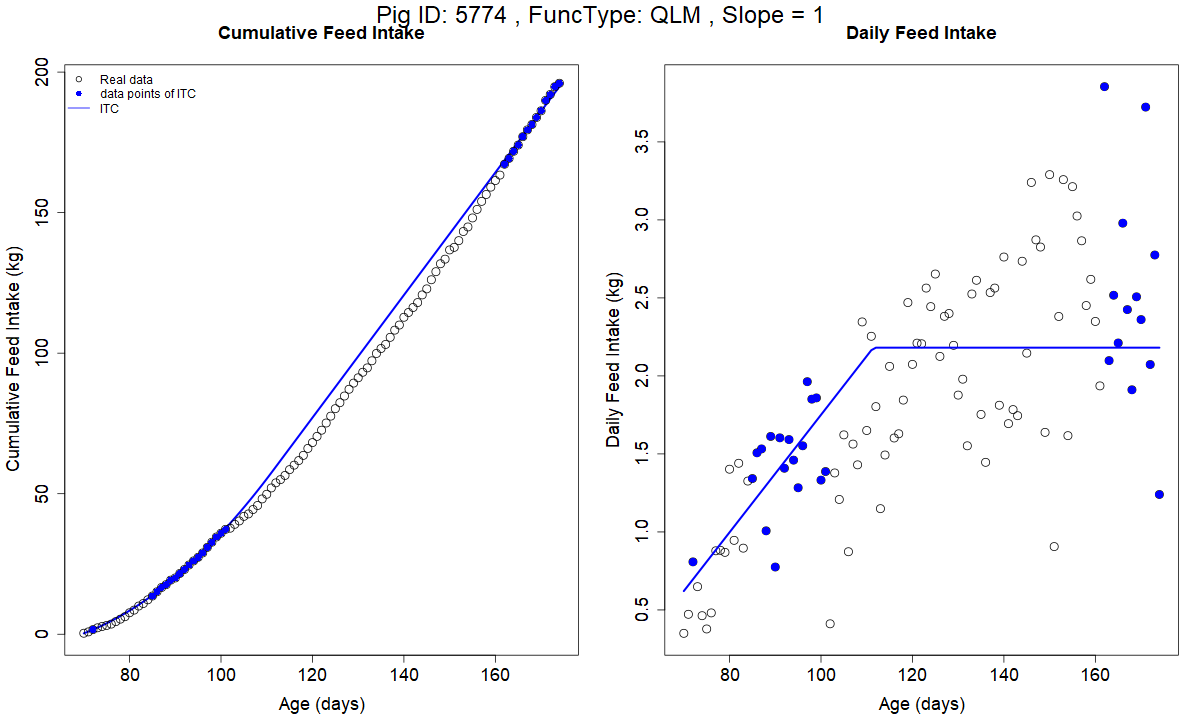 Pig ID: 5774 , FuncType: QLM , Slope = 1
Cumulative Feed Intake
Daily Feed Intake
Real data
data points of ITC
ITC
Cumulative Feed Intake (kg)
0
50
100
150
200
80
100
120
140
160
Age (days)
Daily Feed Intake (kg)
0.5
1.0
1.5
2.0
2.5
3.0
3.5
80
100
120
140
160
Age (days)